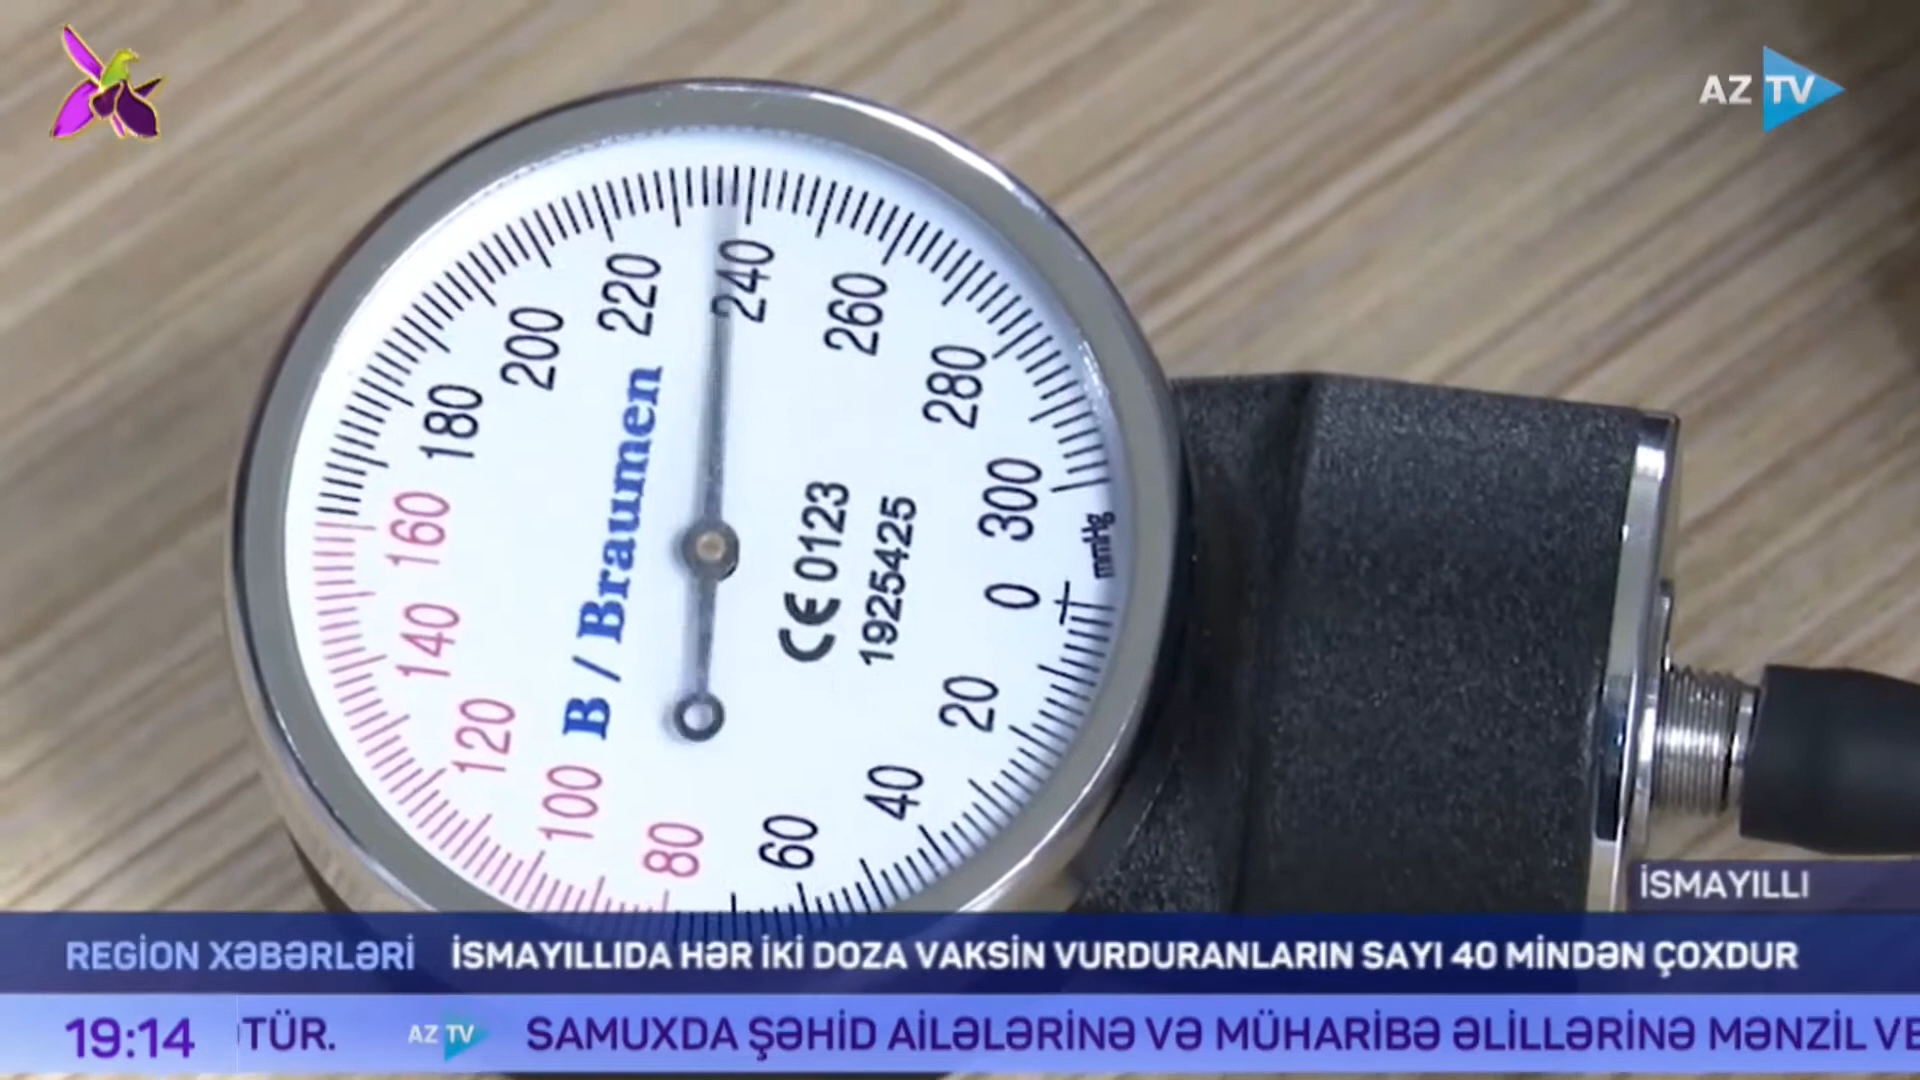 AZ TV
220
240
200
260
180
280
160
300
mmHg
0
140
20
120
40
100
60
80
B / Braumen
CE 0123
1925425
İSMAYILLI
REGİON XƏBƏRLƏRİ
İSMAYILLIDA HƏR İKİ DOZA VAKSİN VURDURANLARIN SAYI 40 MİNDƏN ÇOXDUR
19:14
TÜR. AZ TV SAMUXDA ŞƏHİD AİLƏLƏRİNƏ VƏ MÜHARİBƏ ƏLİLLƏRİNƏ MƏNZİL VE